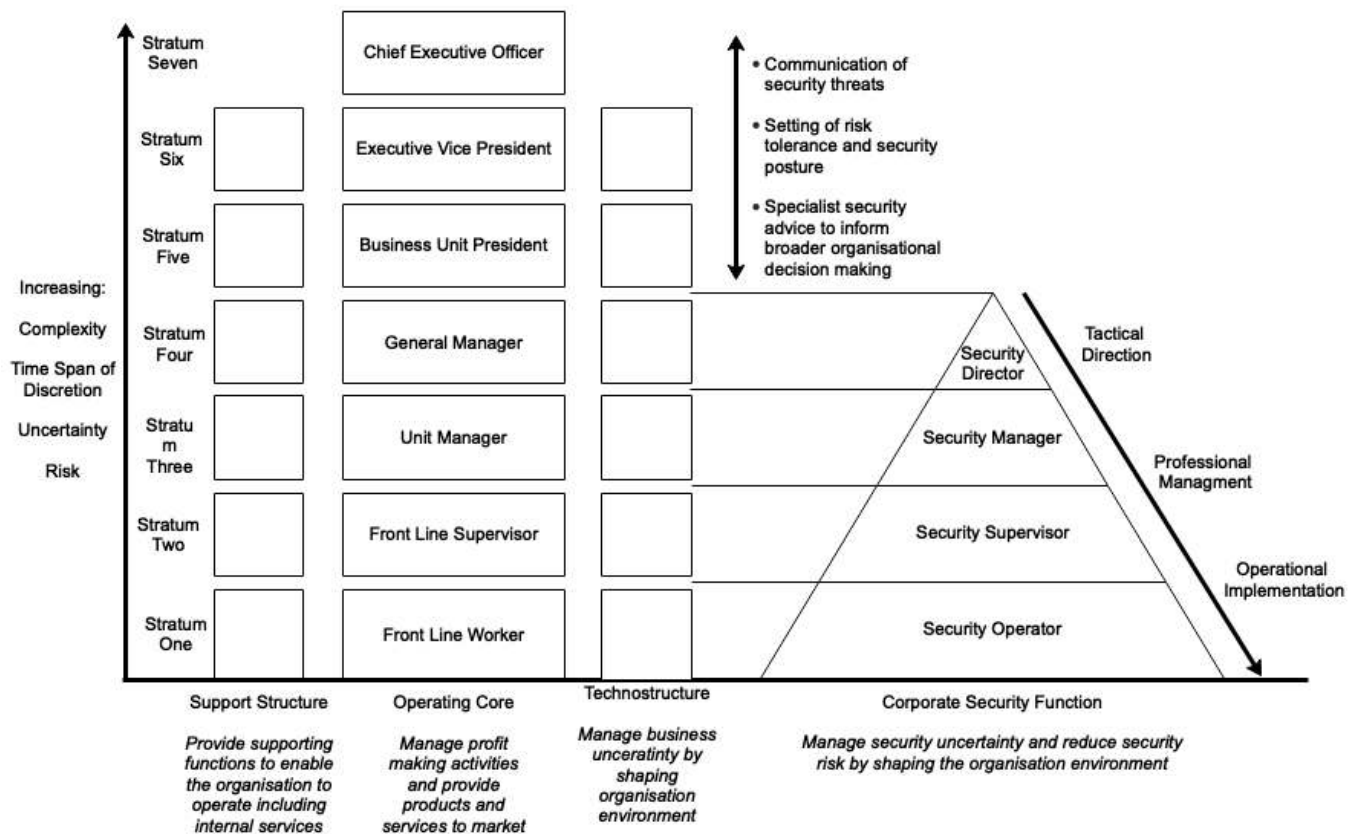 Stratum
Seven
Chief Executive Officer
• Communication of
security threats
Stratum
Six
Executive Vice President
• Setting of risk
tolerance and security
posture
Stratum
Five
Business Unit President
• Specialist security
advice to inform
broader organisational
decision making
Increasing:
Complexity
Time Span of
Discretion
Uncertainty
Risk
Stratum
Four
General Manager
Security
Director
Tactical
Direction
Stratu
m
Three
Unit Manager
Security Manager
Professional
Managment
Stratum
Two
Front Line Supervisor
Security Supervisor
Operational
Implementation
Stratum
One
Front Line Worker
Security Operator
Support Structure
Provide supporting
functions to enable
the organisation to
operate including
internal services
Operating Core
Manage profit
making activities
and provide
products and
services to market
Technostructure
Manage business
unceratinty by
shaping
organisation
environment
Corporate Security Function
Manage security uncertainty and reduce security
risk by shaping the organisation environment